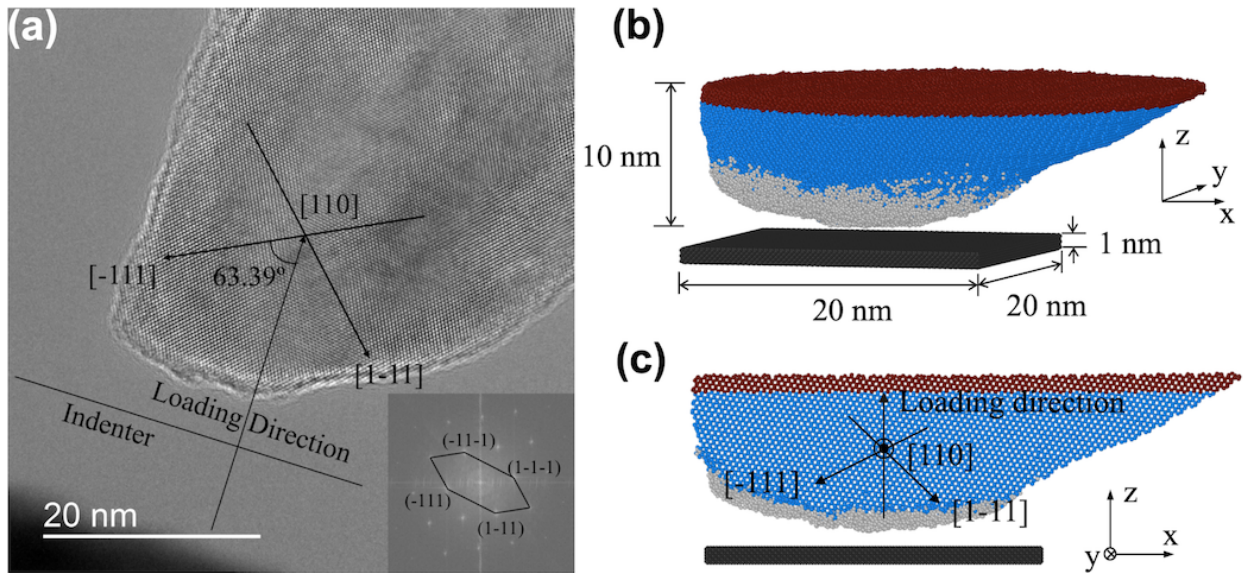 (a)
[110]
[-111]
63.39º
[1-11]
Loading Direction
Indenter
20 nm
(-11-1)
(1-1-1)
(-111)
(1-11)
(b)
10 nm
z
y
x
1 nm
20 nm
20 nm
(c)
Loading direction
[110]
[-111]
[1-11]
z
y
x